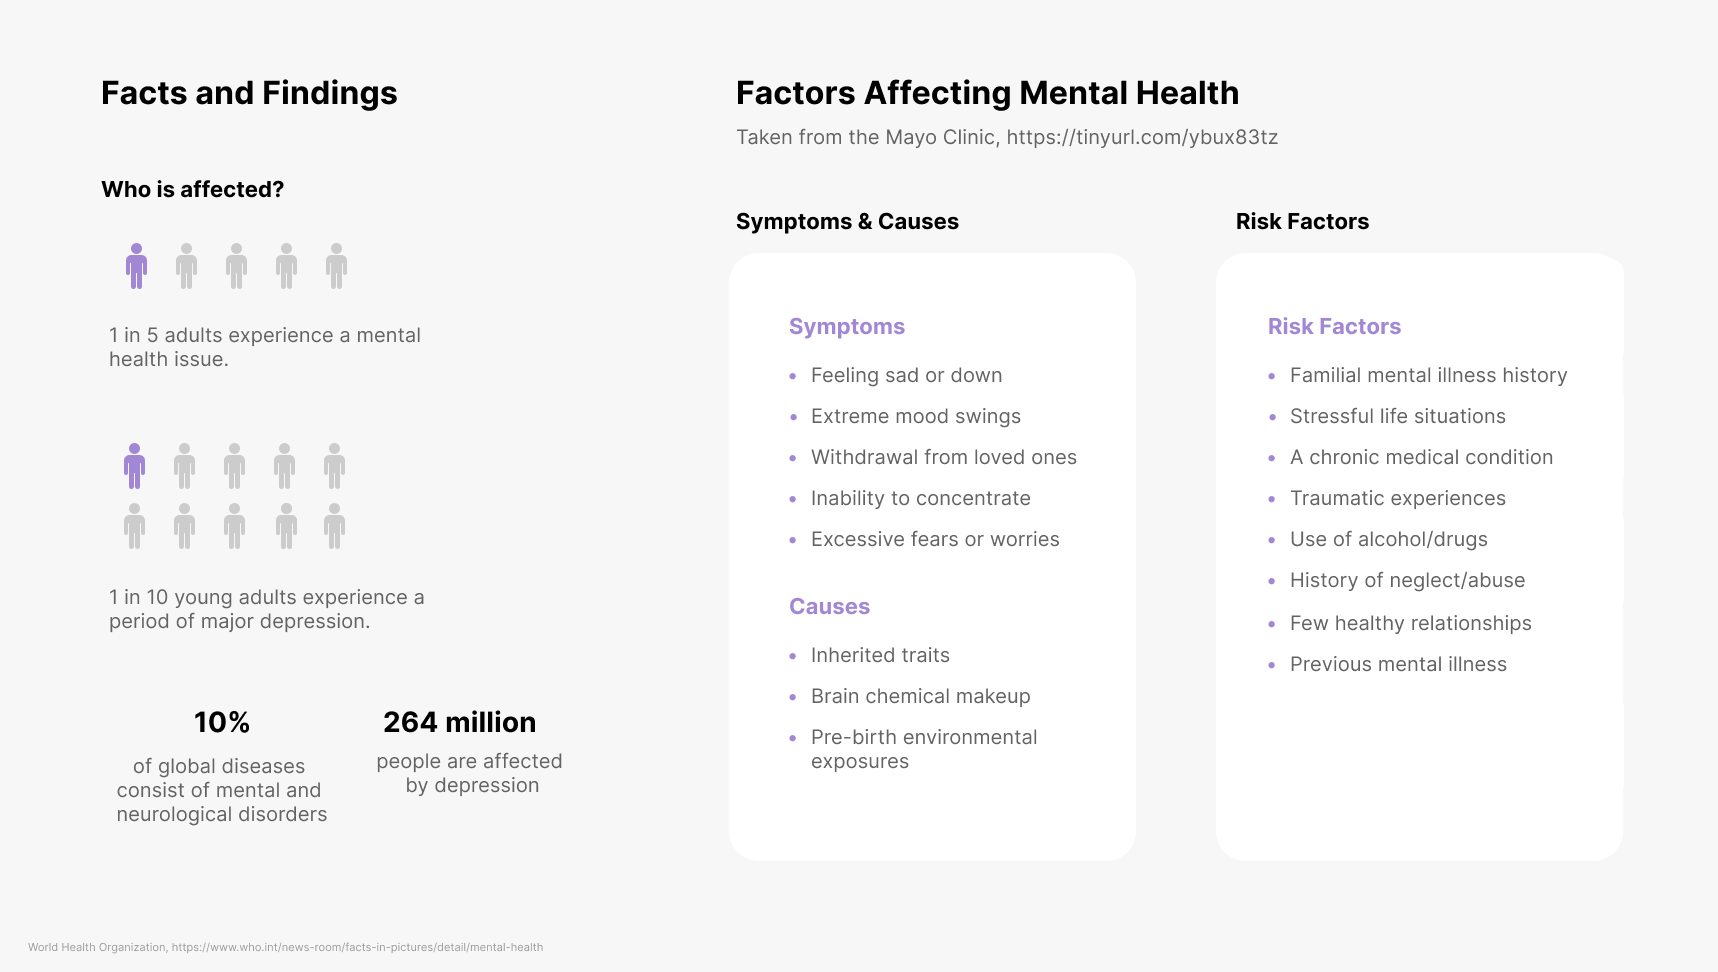 Facts and Findings
Who is affected?
1 in 5 adults experience a mental
health issue.
1 in 10 young adults experience a
period of major depression.
10%
of global diseases
consist of mental and
neurological disorders
264 million
people are affected
by depression
Factors Affecting Mental Health
Taken from the Mayo Clinic, https://tinyurl.com/ybux83tz
Symptoms & Causes
Symptoms
• Feeling sad or down
• Extreme mood swings
• Withdrawal from loved ones
• Inability to concentrate
• Excessive fears or worries
Causes
• Inherited traits
• Brain chemical makeup
• Pre-birth environmental
exposures
Risk Factors
Risk Factors
• Familial mental illness history
• Stressful life situations
• A chronic medical condition
• Traumatic experiences
• Use of alcohol/drugs
• History of neglect/abuse
• Few healthy relationships
• Previous mental illness
World Health Organization, https://www.who.int/news-room/facts-in-pictures/detail/mental-health